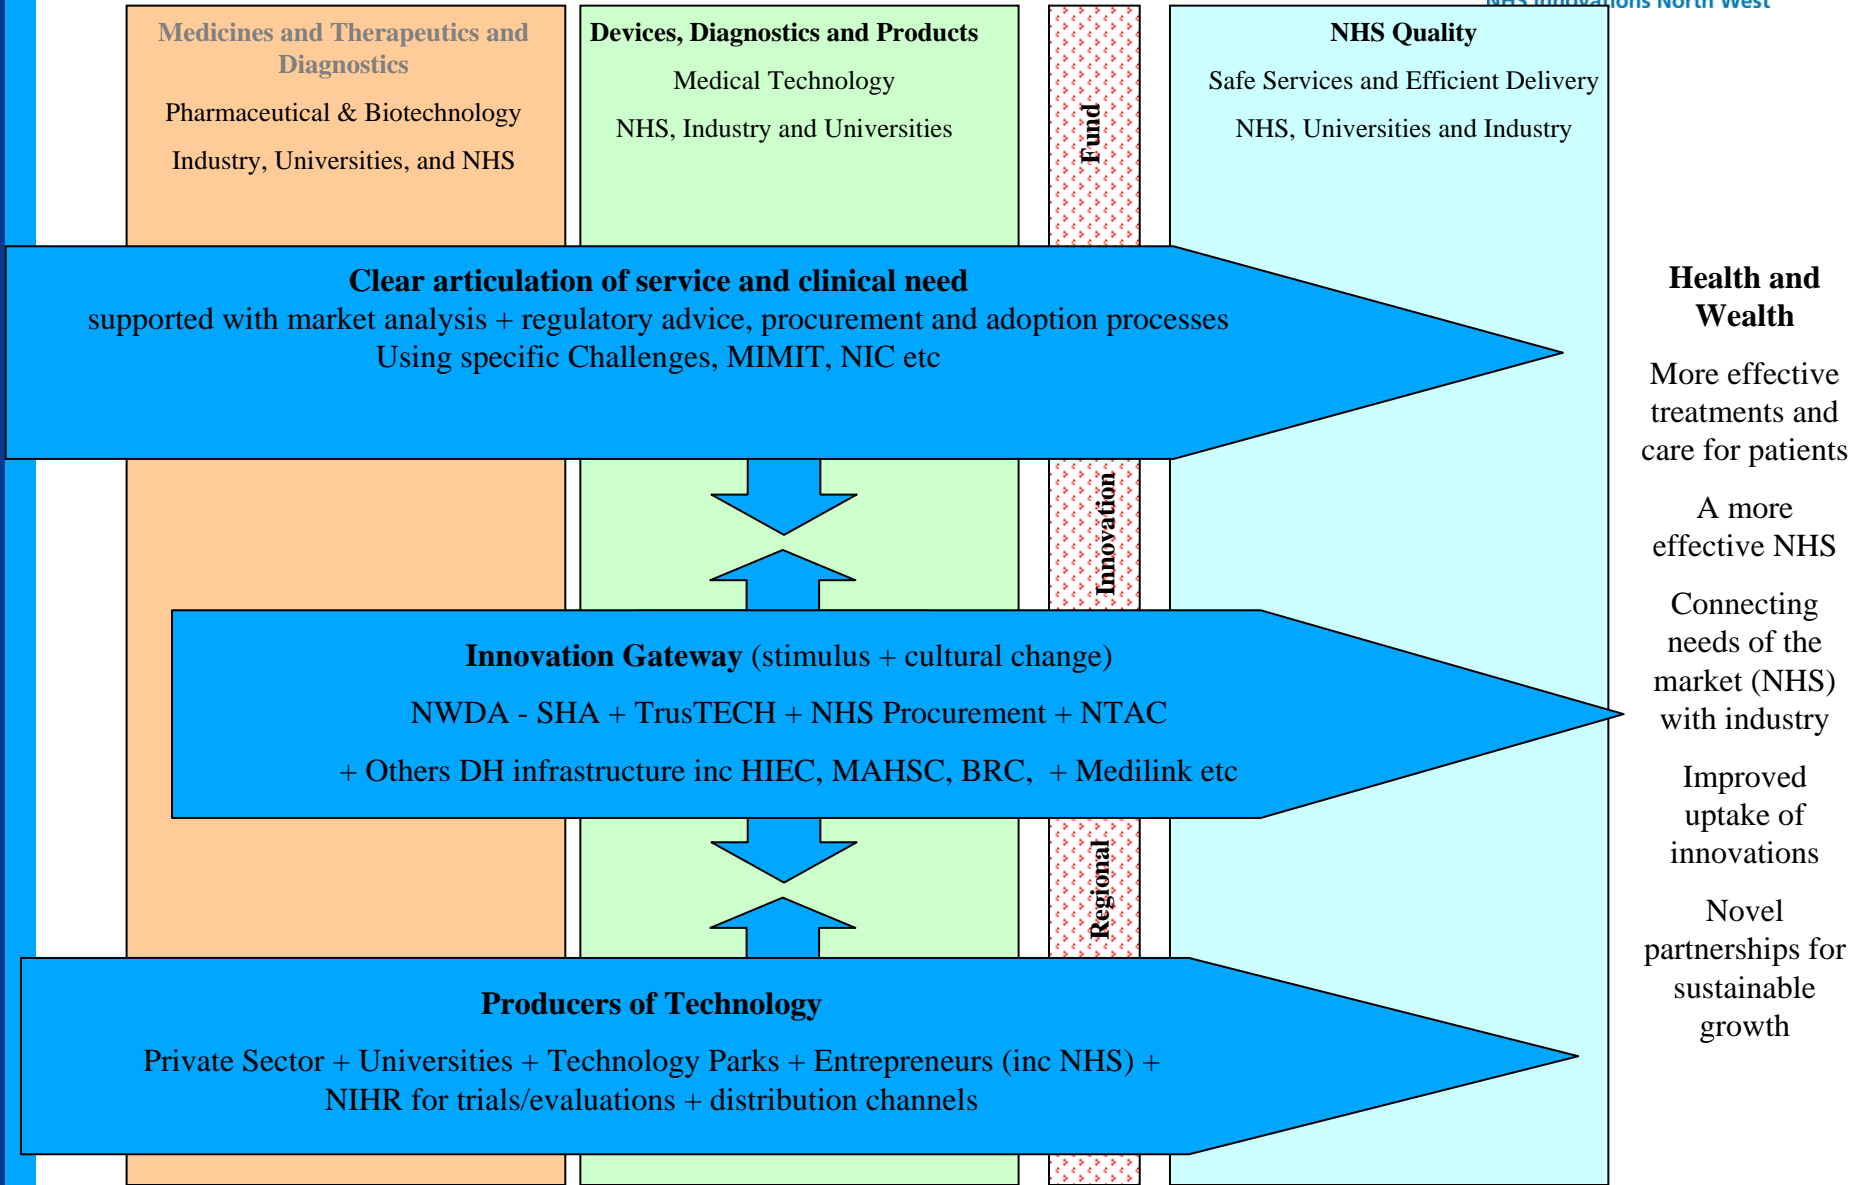 NHS Innovations North West
Medicines and Therapeutics and
Diagnostics
Pharmaceutical & Biotechnology
Industry, Universities, and NHS
Devices, Diagnostics and Products
Medical Technology
NHS, Industry and Universities
Fund
NHS Quality
Safe Services and Efficient Delivery
NHS, Universities and Industry
Clear articulation of service and clinical need
supported with market analysis + regulatory advice, procurement and adoption processes
Using specific Challenges, MIMIT, NIC etc
Innovation
Innovation Gateway (stimulus + cultural change)
NWDA - SHA + TrusTECH + NHS Procurement + NTAC
+ Others DH infrastructure inc HIEC, MAHSC, BRC, + Medilink etc
Regional
Producers of Technology
Private Sector + Universities + Technology Parks + Entrepreneurs (inc NHS) +
NIHR for trials/evaluations + distribution channels
Health and
Wealth
More effective
treatments and
care for patients
A more
effective NHS
Connecting
needs of the
market (NHS)
with industry
Improved
uptake of
innovations
Novel
partnerships for
sustainable
growth